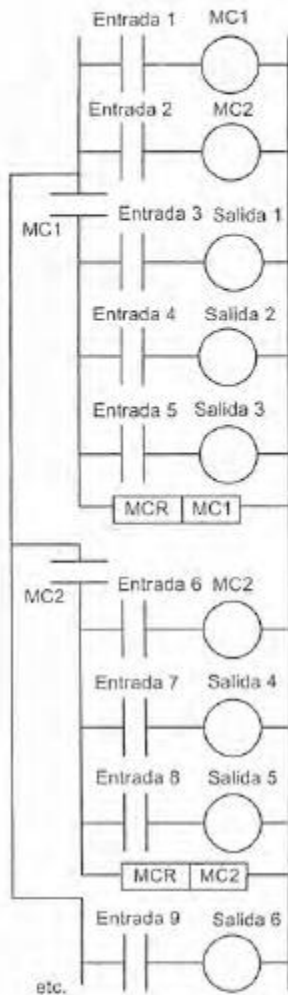 Entrada 1 MC1
Entrada 2 MC2
MC1
Entrada 3 Salida 1
Entrada 4 Salida 2
Entrada 5 Salida 3
MCR MC1
MC2
Entrada 6 MC2
Entrada 7 Salida 4
Entrada 8 Salida 5
MCR MC2
Entrada 9 Salida 6
etc.